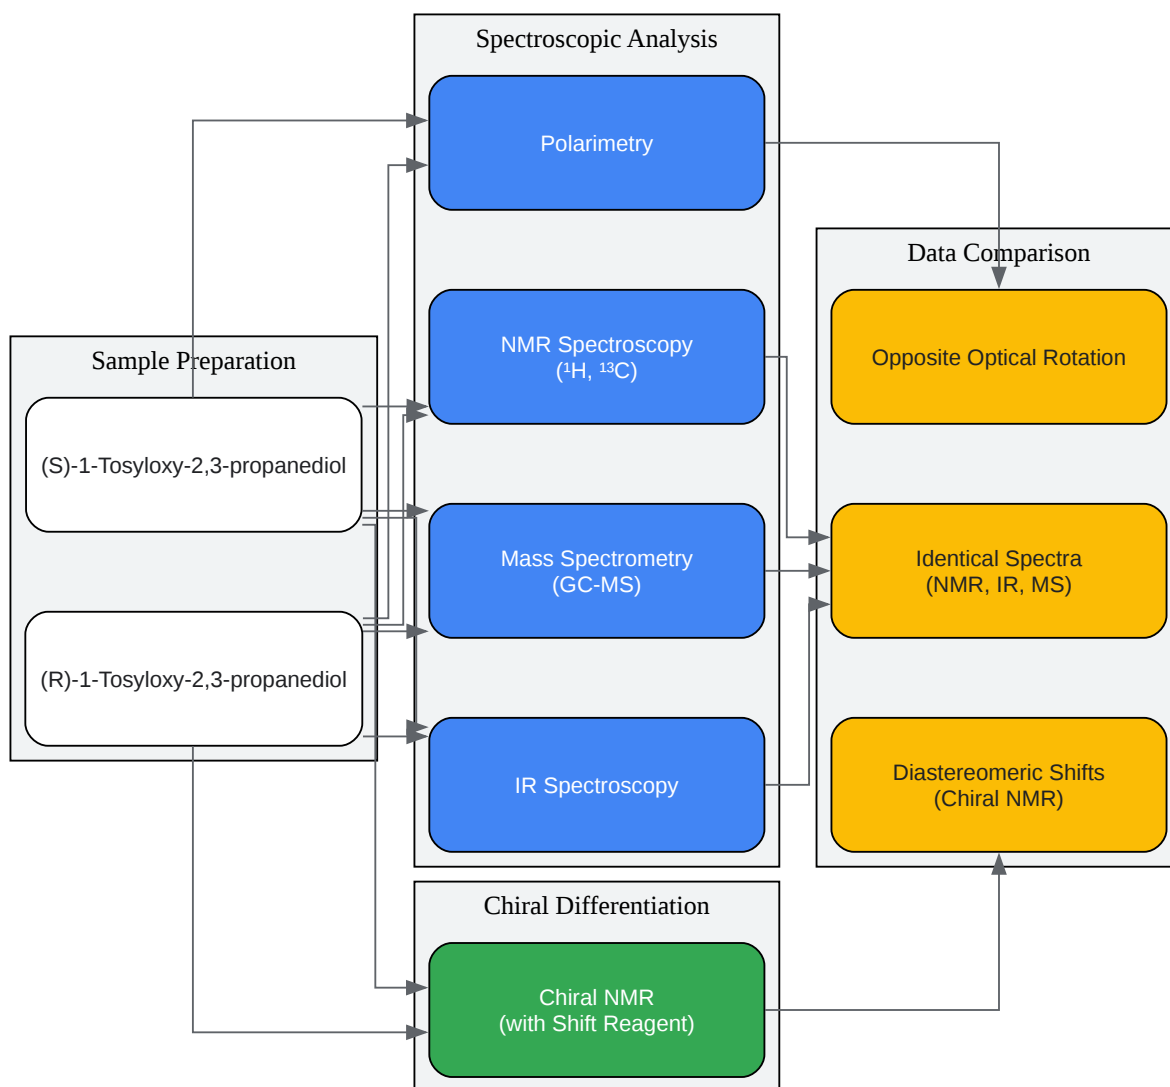 Spectroscopic Analysis
Polarimetry
NMR Spectroscopy
(¹H, ¹³C)
Mass Spectrometry
(GC-MS)
IR Spectroscopy
Sample Preparation
(S)-1-Tosyloxy-2,3-propanediol
(R)-1-Tosyloxy-2,3-propanediol
Data Comparison
Opposite Optical Rotation
Identical Spectra
(NMR, IR, MS)
Diastereomeric Shifts
(Chiral NMR)
Chiral Differentiation
Chiral NMR
(with Shift Reagent)